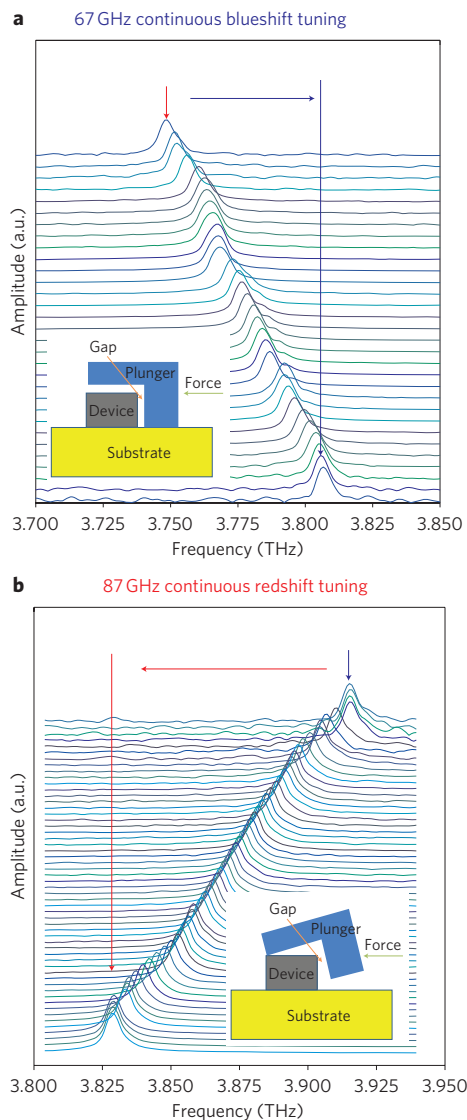 a 67 GHz continuous blueshift tuning
Amplitude (a.u.)
Gap
Plunger
Force
Device
Substrate
3.700 3.725 3.750 3.775 3.800 3.825 3.850
Frequency (THz)
b 87 GHz continuous redshift tuning
Amplitude (a.u.)
Gap
Plunger
Force
Device
Substrate
3.800 3.825 3.850 3.875 3.900 3.925 3.950
Frequency (THz)